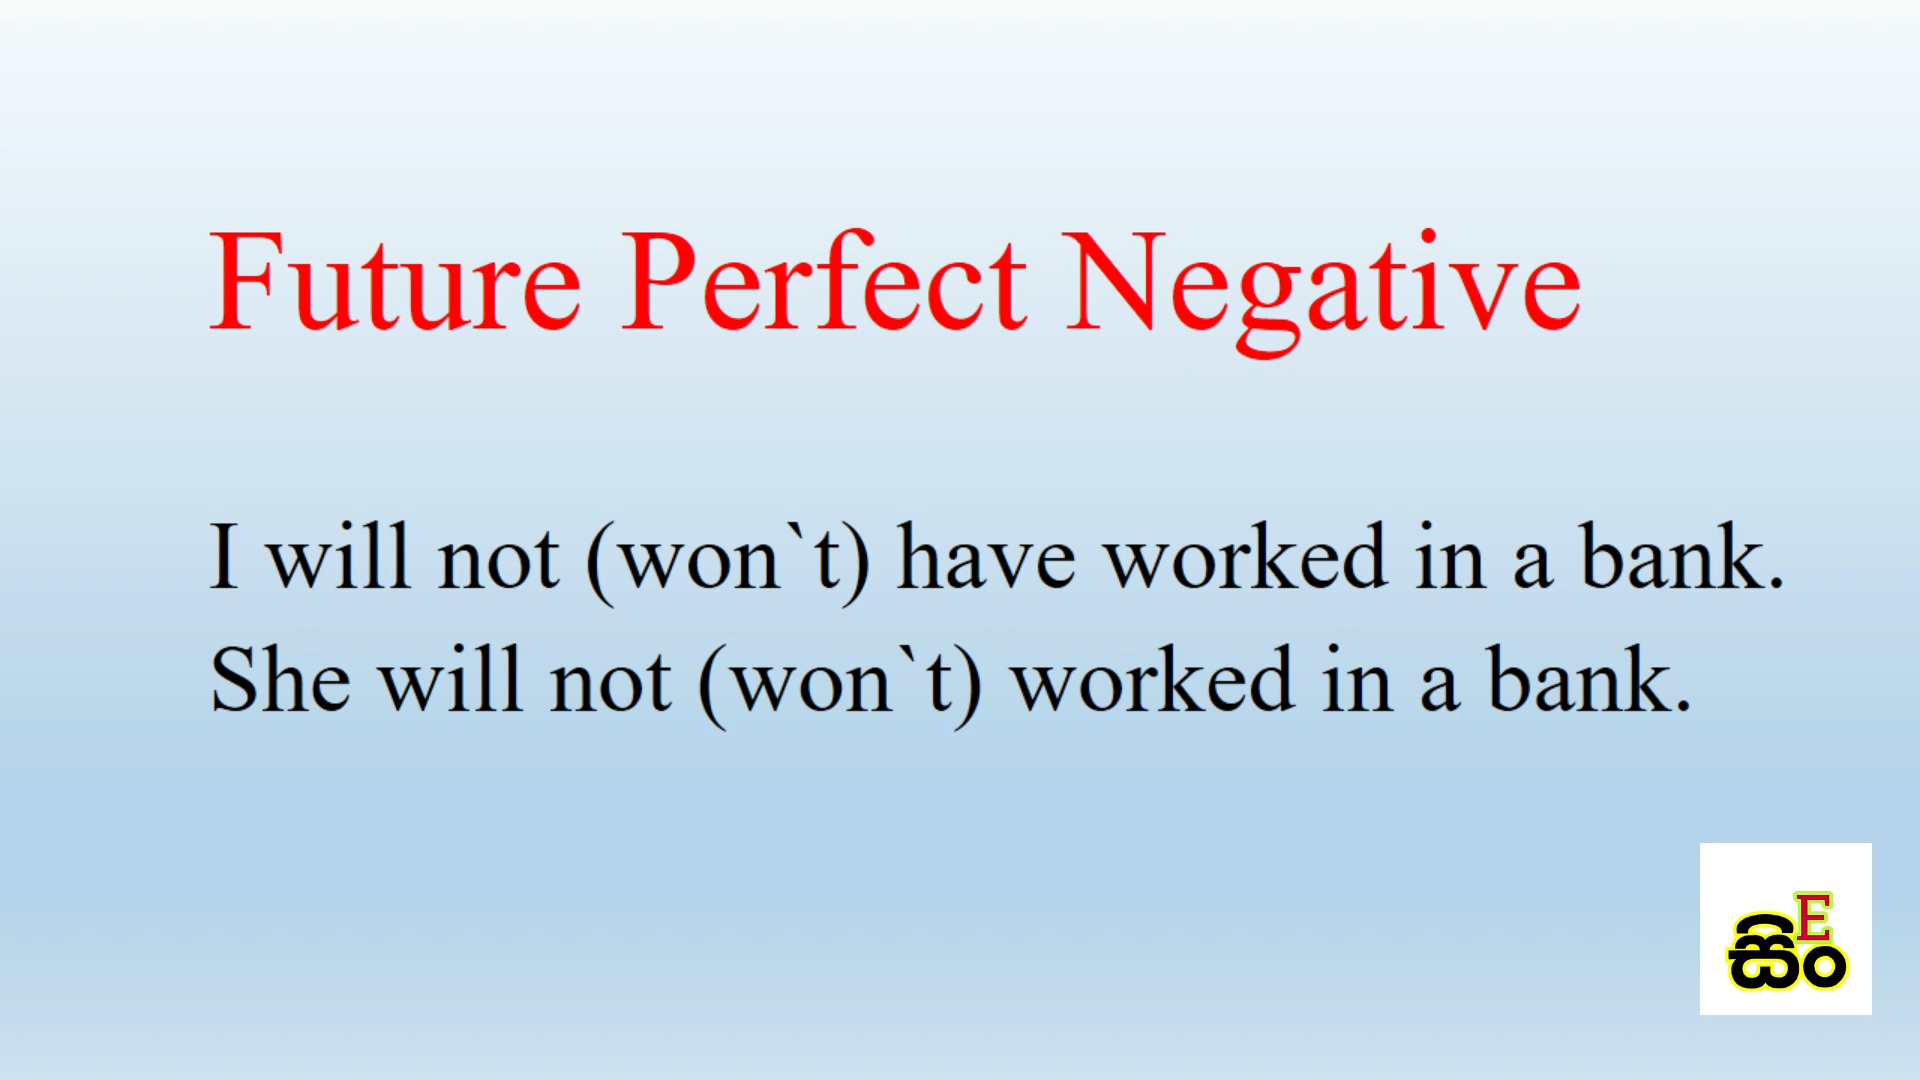 Future Perfect Negative
I will not (won`t) have worked in a bank.
She will not (won`t) worked in a bank.
E
සිං